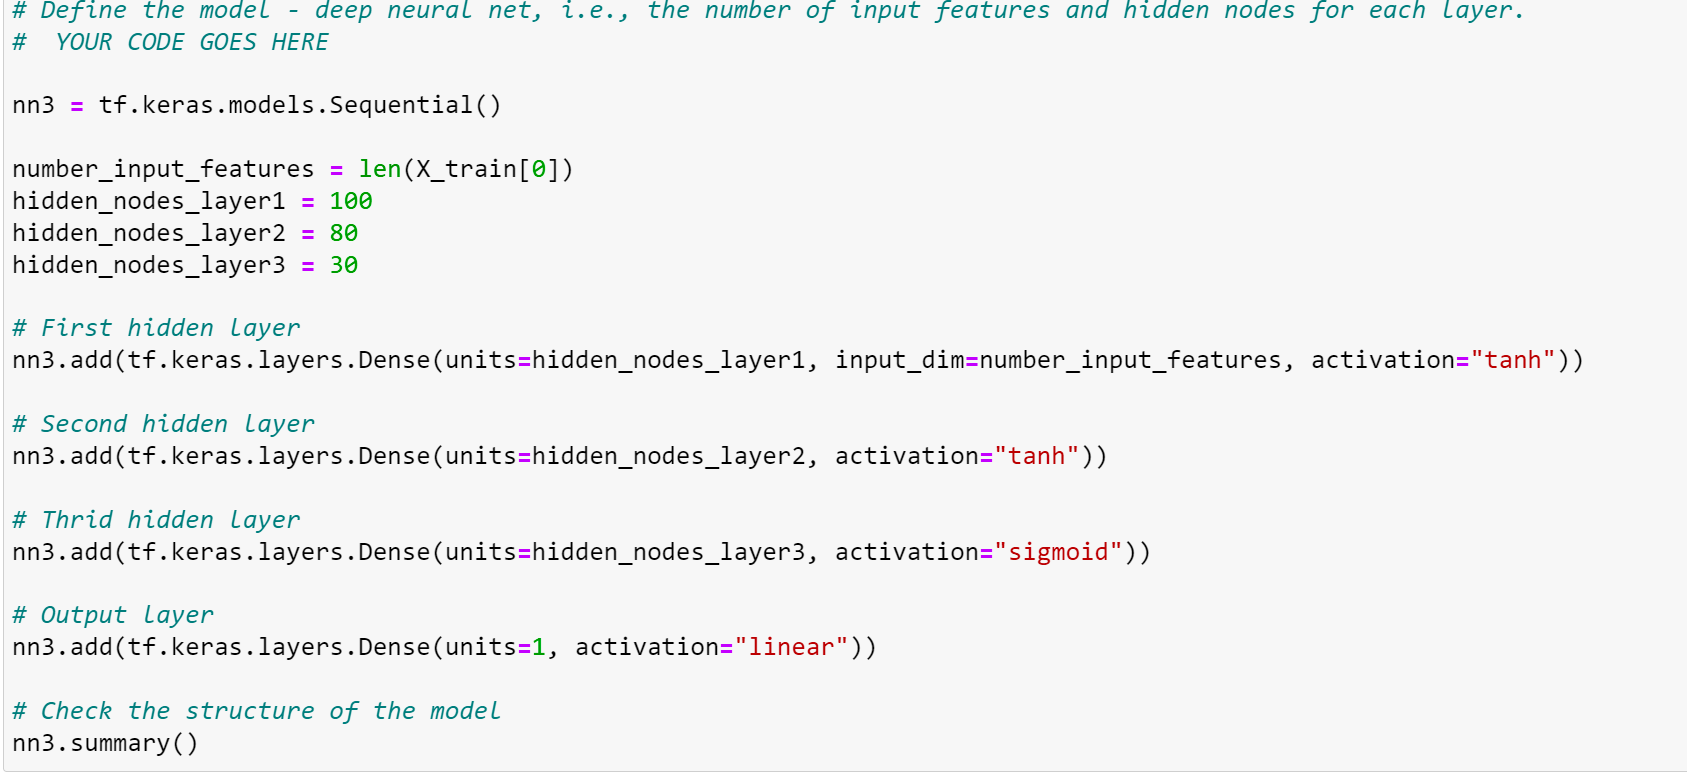 # Define the model - deep neural net, i.e., the number of input features and hidden nodes for each layer.
#  YOUR CODE GOES HERE
nn3 = tf.keras.models.Sequential()
number_input_features = len(X_train[0])
hidden_nodes_layer1 = 100
hidden_nodes_layer2 = 80
hidden_nodes_layer3 = 30
# First hidden layer
nn3.add(tf.keras.layers.Dense(units=hidden_nodes_layer1, input_dim=number_input_features, activation="tanh"))
# Second hidden layer
nn3.add(tf.keras.layers.Dense(units=hidden_nodes_layer2, activation="tanh"))
# Thrid hidden layer
nn3.add(tf.keras.layers.Dense(units=hidden_nodes_layer3, activation="sigmoid"))
# Output layer
nn3.add(tf.keras.layers.Dense(units=1, activation="linear"))
# Check the structure of the model
nn3.summary()